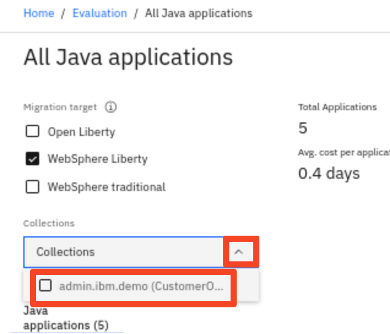 Home / Evaluation / All Java applications
All Java applications
Migration target
Total Applications
Open Liberty
5
WebSphere Liberty
Avg. cost per applica
WebSphere traditional
0.4 days
Collections
Collections
admin.ibm.demo (CustomerO...
Java
applications (5)